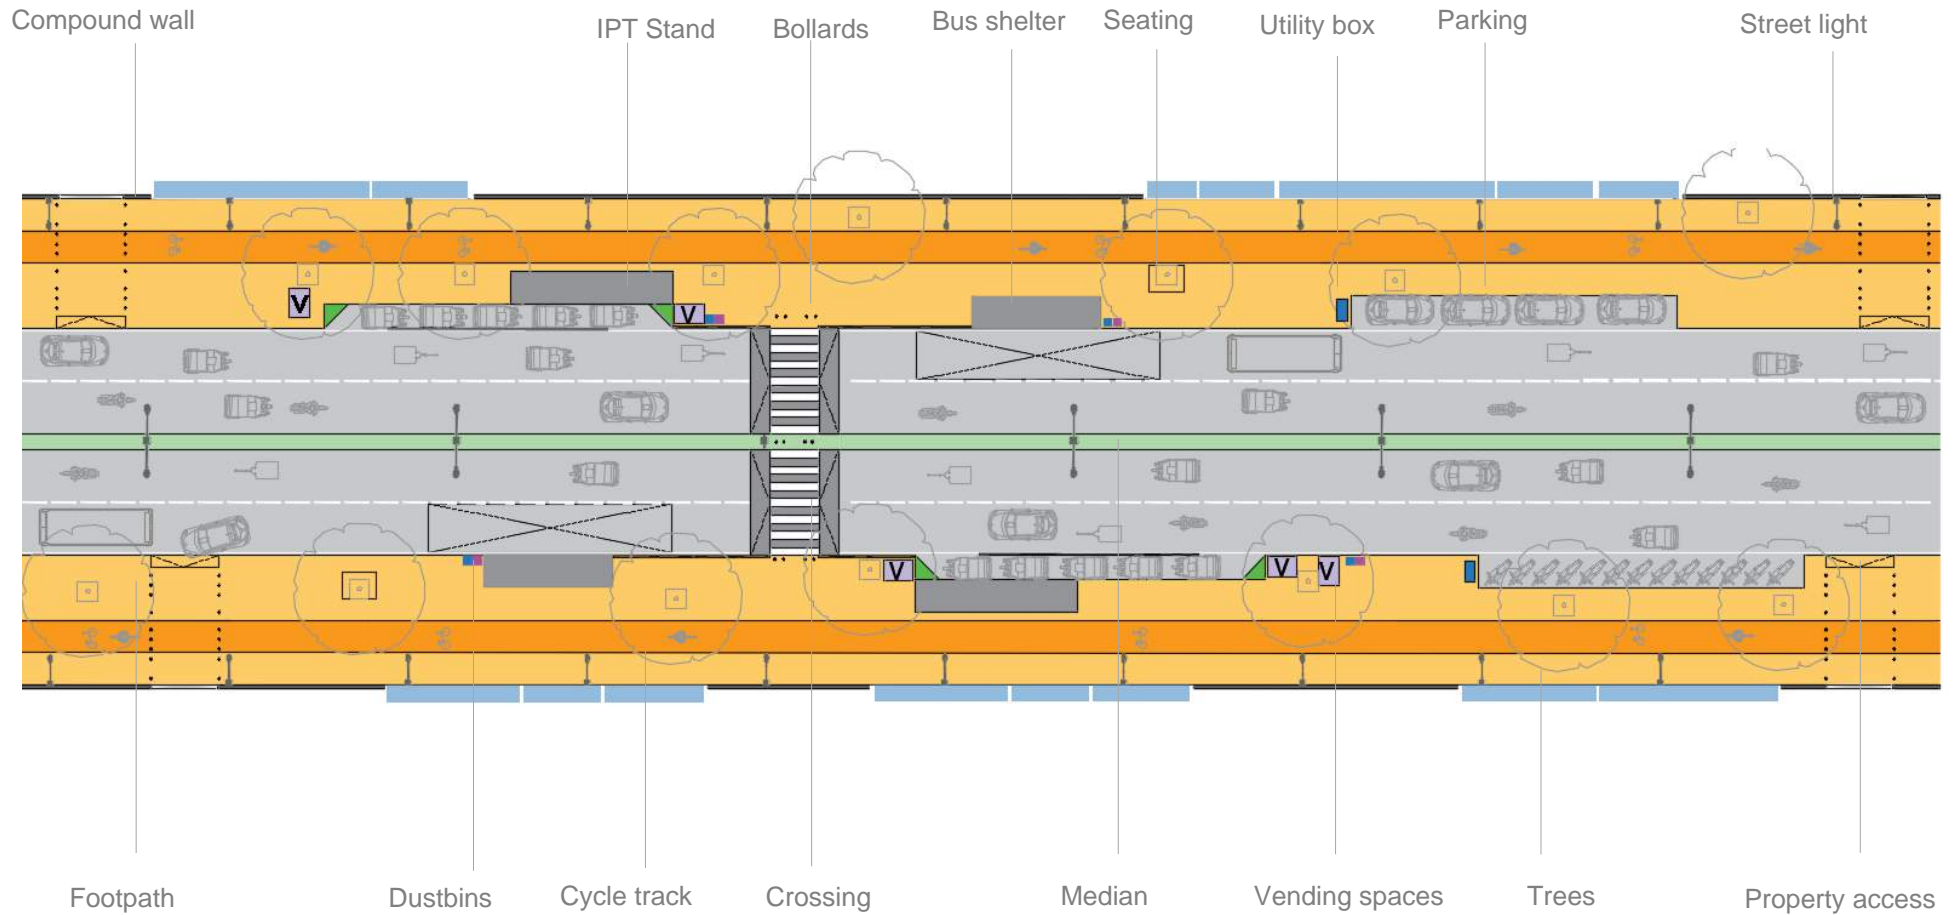 Compound wall
IPT Stand
Bollards
Bus shelter
Seating
Utility box
Parking
Street light
V
V
V
V
V
Footpath
Dustbins
Cycle track
Crossing
Median
Vending spaces
Trees
Property access